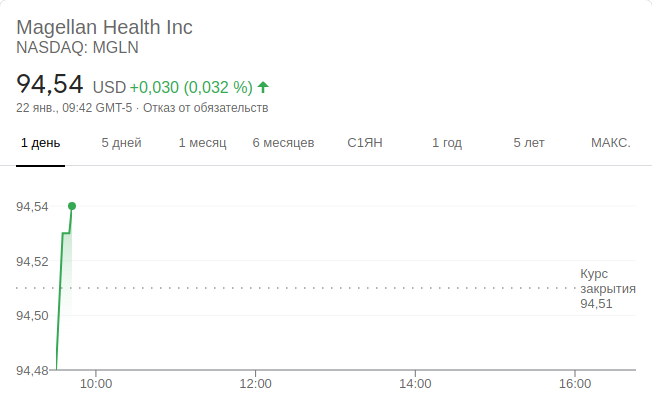 Magellan Health Inc
NASDAQ: MGLN
94,54 USD +0,030 (0,032 %)
22 янв., 09:42 GMT-5 · Отказ от обязательств
1 день 5 дней 1 месяц 6 месяцев С1ЯН 1 год 5 лет МАКС.
94,54
94,52
Курс
закрытия
94,51
94,50
94,48
10:00 12:00 14:00 16:00